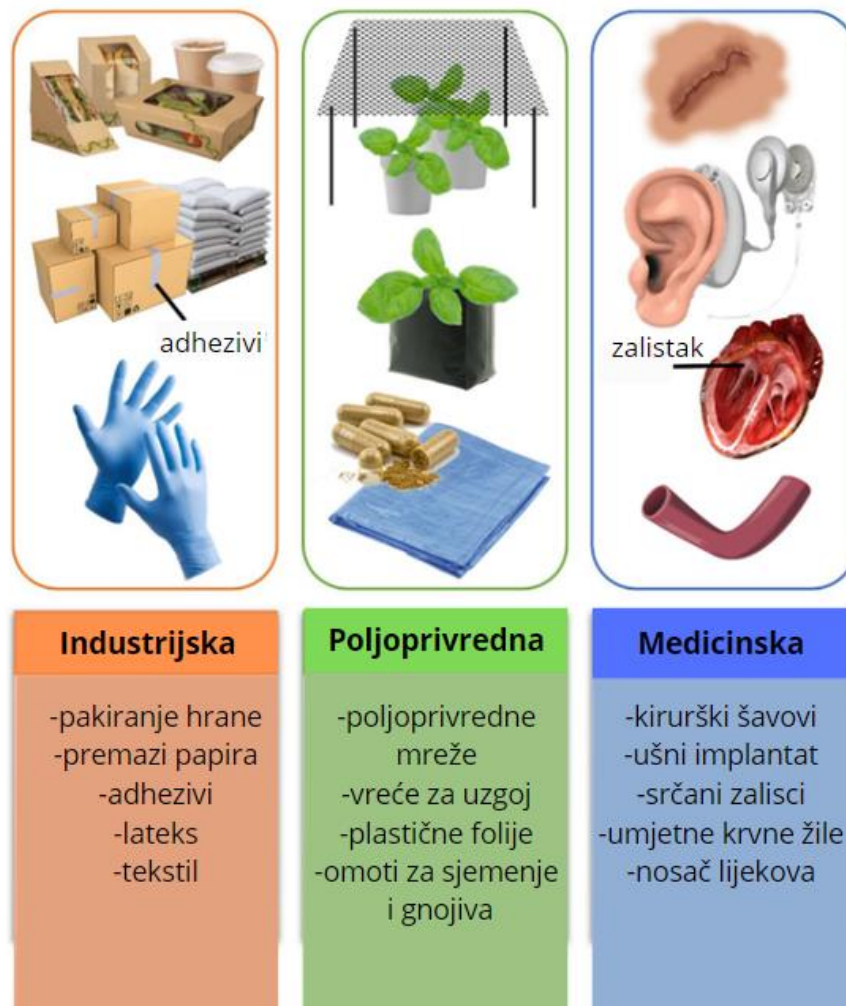 adhezivi
zalistak
Industrijska
-pakiranje hrane
-premazi papira
-adhezivi
-lateks
-tekstil
Poljoprivredna
-poljoprivredne
mreže
-vreće za uzgoj
-plastične folije
-omoti za sjemenje
i gnojiva
Medicinska
-kirurški šavovi
-ušni implantat
-srčani zalisci
-umjetne krvne žile
-nosač lijekova